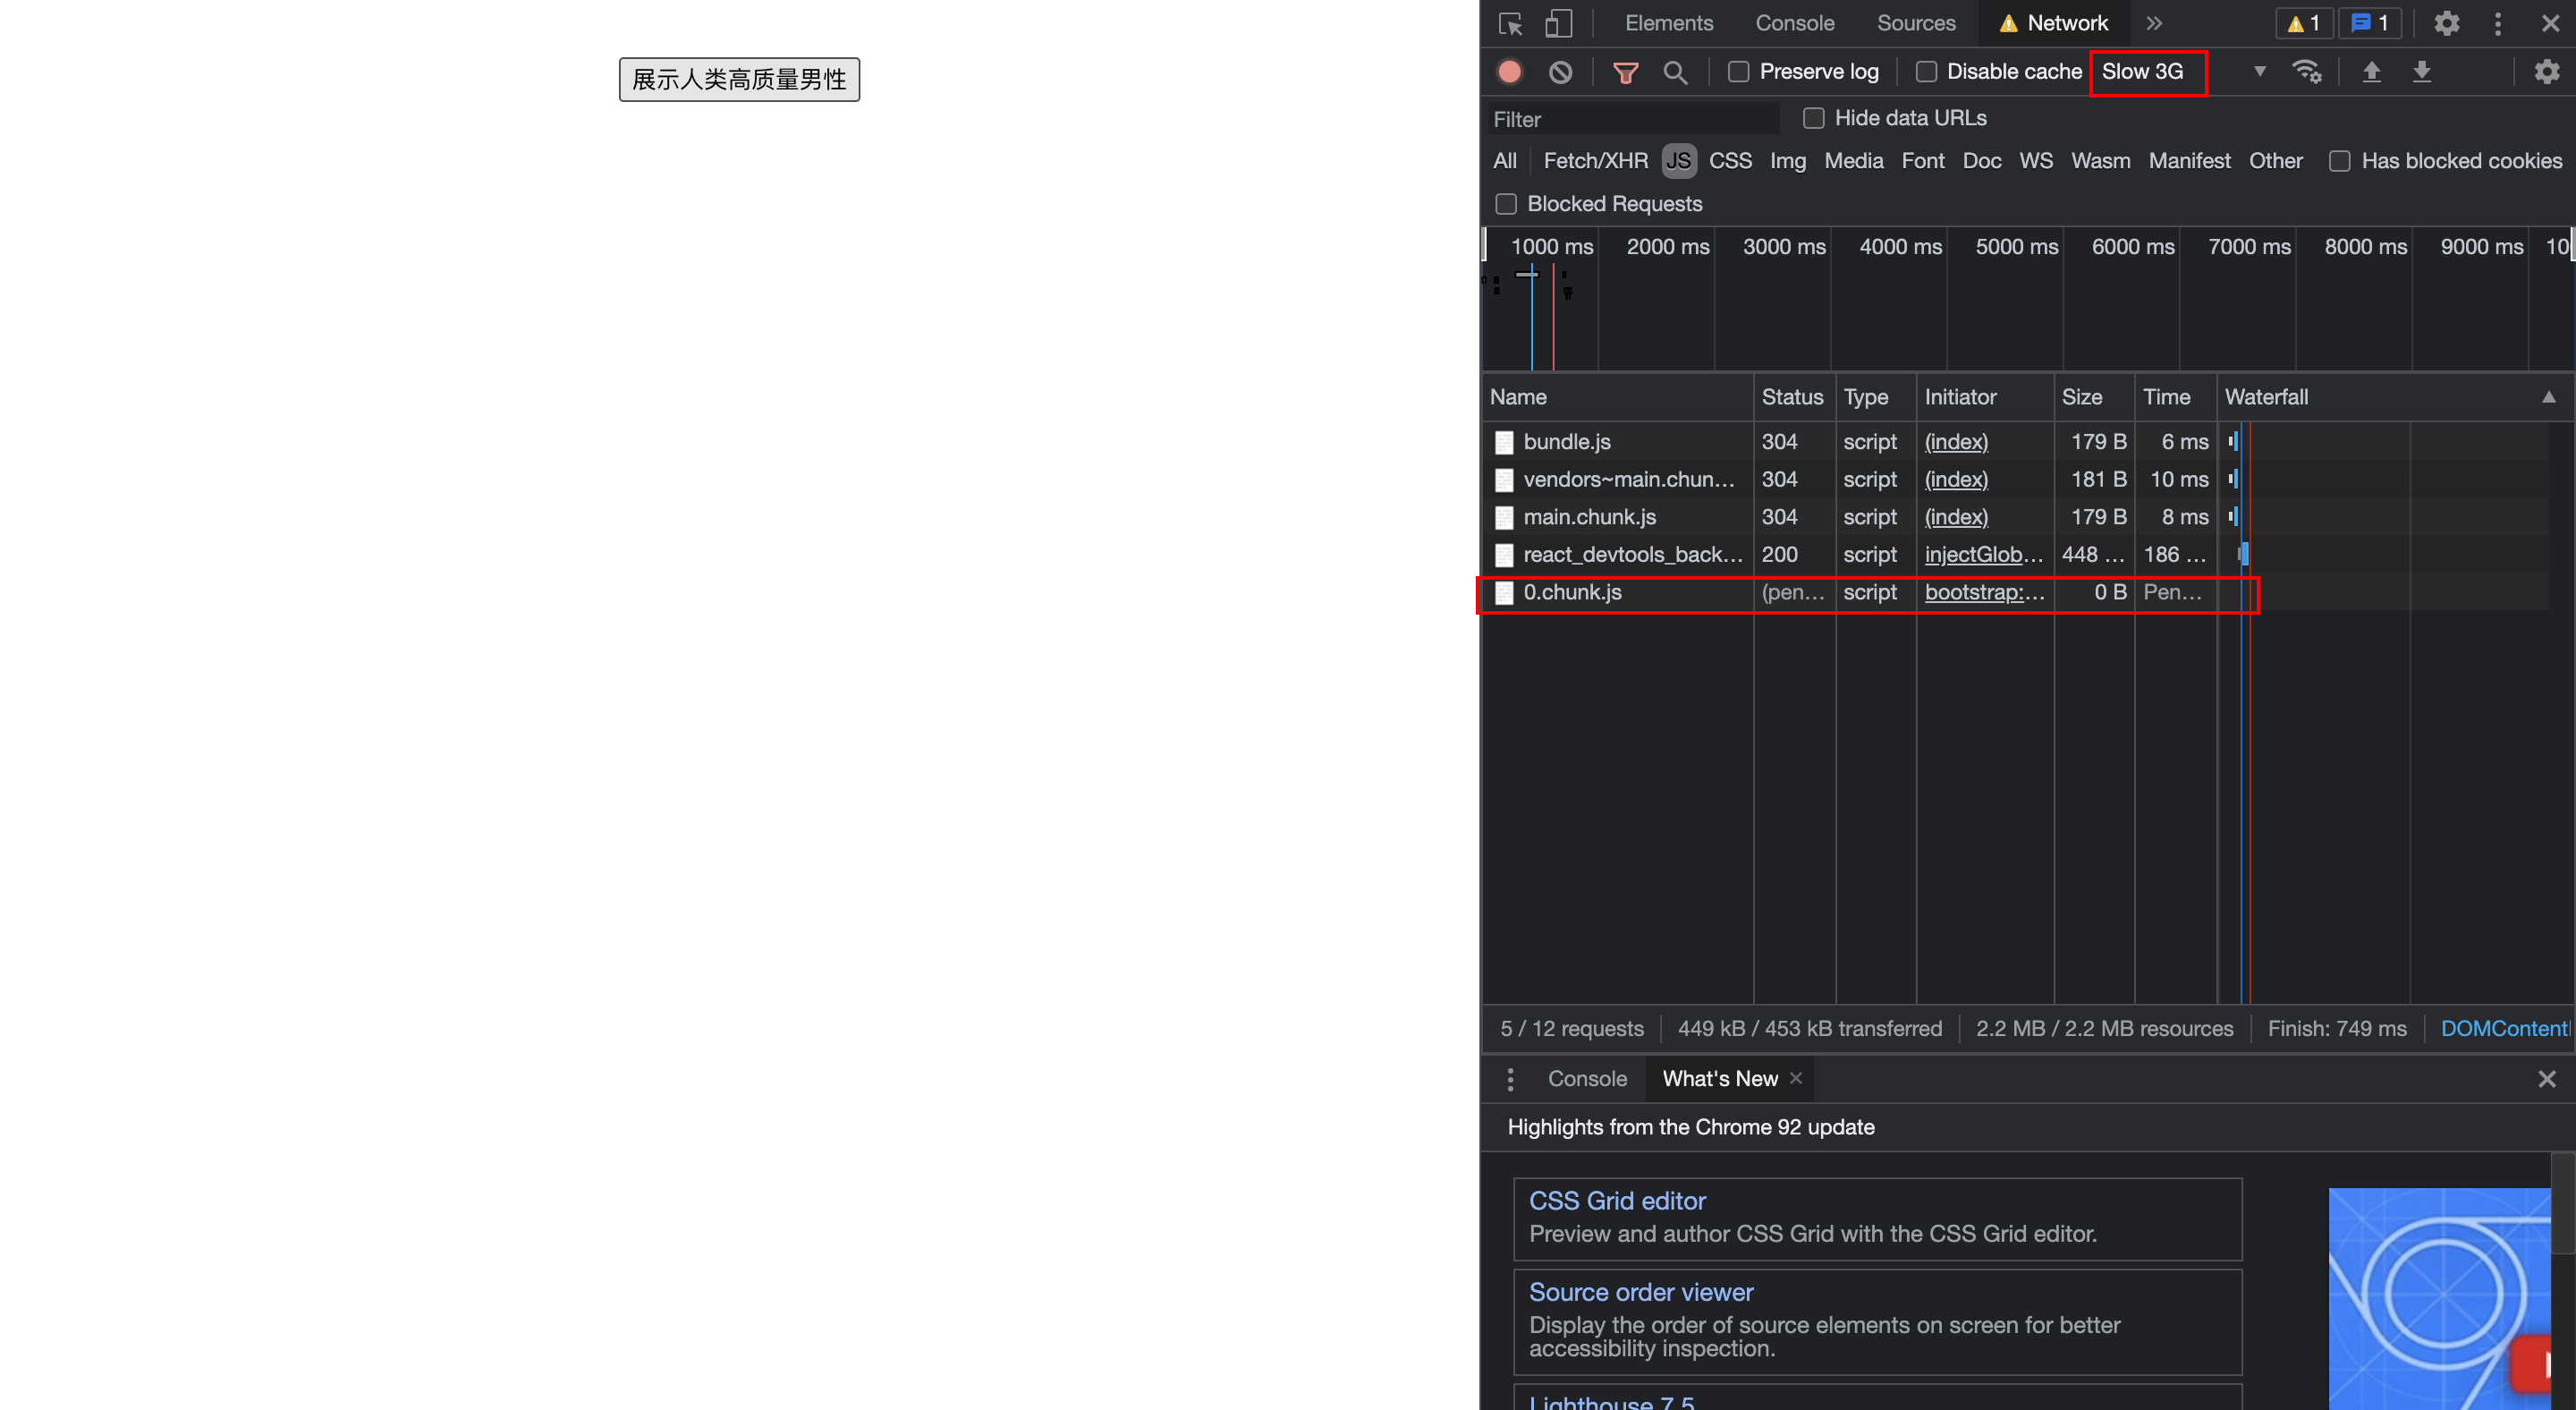 展示人类高质量男性
Elements Console Sources Network 1 1
Preserve log Disable cache Slow 3G
Filter Hide data URLs
All Fetch/XHR JS CSS Img Media Font Doc WS Wasm Manifest Other Has blocked cookies
Blocked Requests
1000 ms 2000 ms 3000 ms 4000 ms 5000 ms 6000 ms 7000 ms 8000 ms 9000 ms 10
Name Status Type Initiator Size Time Waterfall
bundle.js 304 script (index) 179 B 6 ms
vendors~main.chun… 304 script (index) 181 B 10 ms
main.chunk.js 304 script (index) 179 B 8 ms
react_devtools_back… 200 script injectGlob… 448 … 186 …
0.chunk.js (pen… script bootstrap:… 0 B Pen…
5 / 12 requests 449 kB / 453 kB transferred 2.2 MB / 2.2 MB resources Finish: 749 ms DOMContentl
Console What's New
Highlights from the Chrome 92 update
CSS Grid editor
Preview and author CSS Grid with the CSS Grid editor.
Source order viewer
Display the order of source elements on screen for better
accessibility inspection.
Lighthouse 7.5